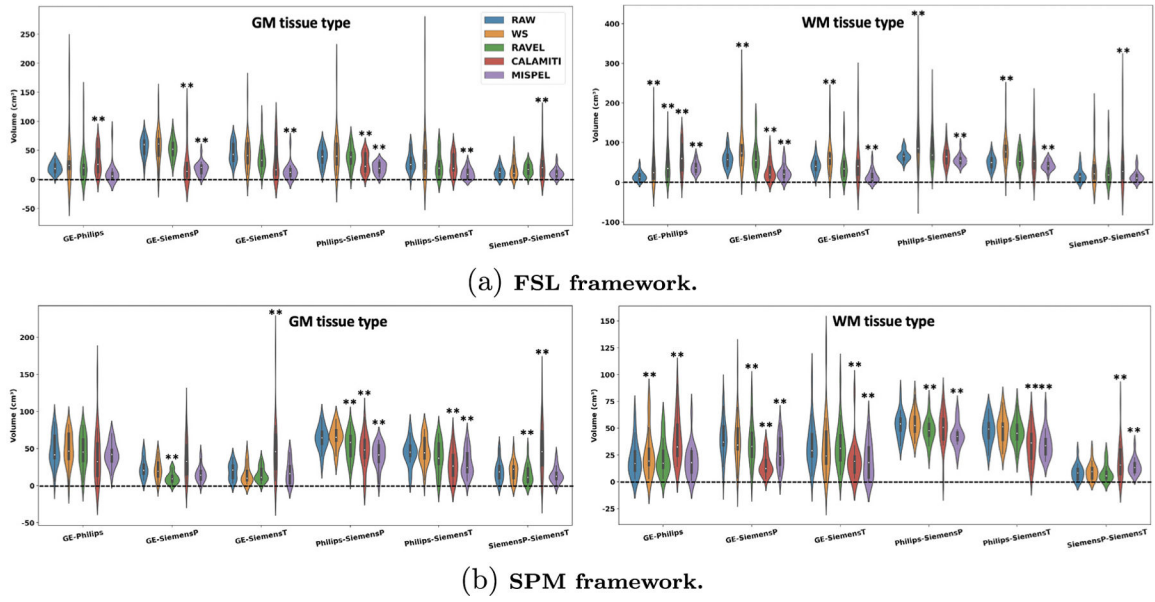 GM tissue type
RAW
WS
RAVEL
CALAMITI
MISPEL
Volume (cm³)
250
200
150
100
50
0
-50
** ** ** ** ** ** ** **
GE-Philips GE-SiemensP GE-SiemensT Philips-SiemensP Philips-SiemensT SiemensP-SiemensT
WM tissue type
Volume (cm³)
400
300
200
100
0
-100
** ** ** ** ** ** ** ** ** ** ** ** ** **
GE-Philips GE-SiemensP GE-SiemensT Philips-SiemensP Philips-SiemensT SiemensP-SiemensT
(a) FSL framework.
GM tissue type
Volume (cm³)
200
150
100
50
0
-50
** ** ** ** ** ** ** ** **
GE-Philips GE-SiemensP GE-SiemensT Philips-SiemensP Philips-SiemensT SiemensP-SiemensT
WM tissue type
Volume (cm³)
150
125
100
75
50
25
0
-25
** ** ** ** ** ** ** ** ** ** ** ** **
GE-Philips GE-SiemensP GE-SiemensT Philips-SiemensP Philips-SiemensT SiemensP-SiemensT
(b) SPM framework.